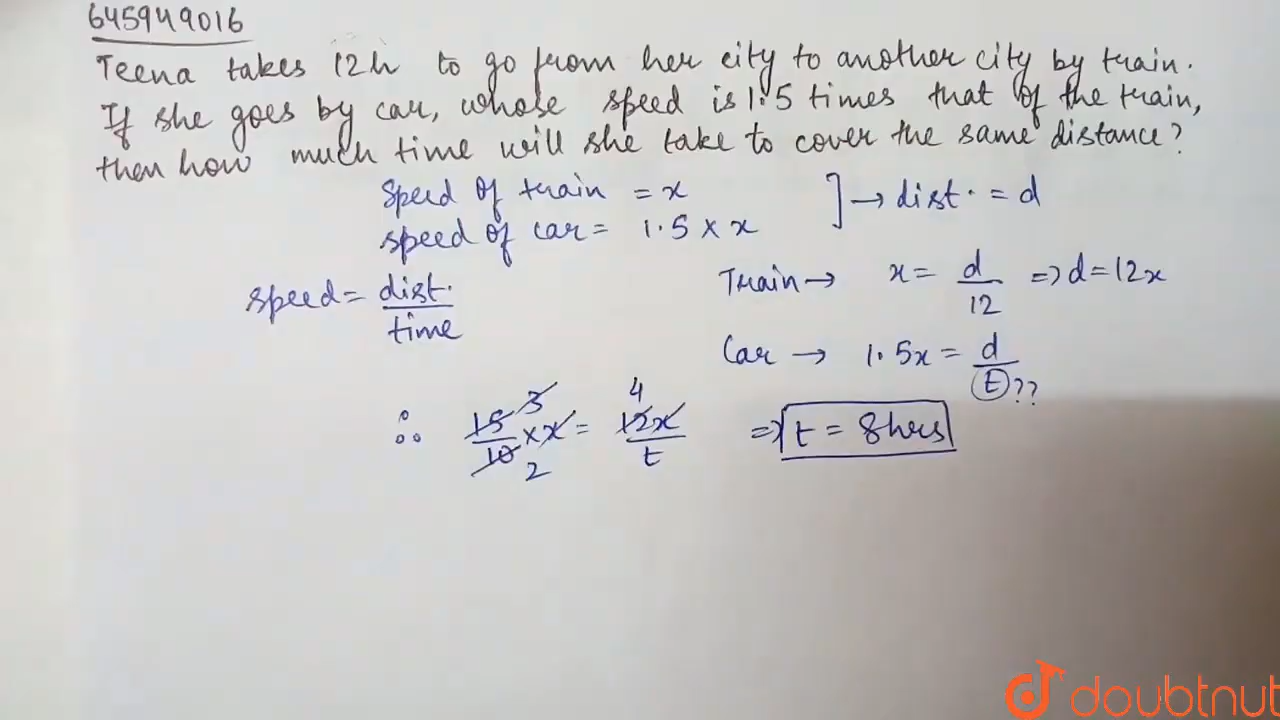 645949016
Teena takes 12h to go from her city to another city by train.
If she goes by car, whose speed is 1.5 times that of the train,
then how much time will she take to cover the same distance?
Speed of train = x
speed of car = 1.5 × x
] → dist. = d
speed = dist. / time
Train → x = d / 12 => d = 12x
Car → 1.5x = d / t ??
∴ 15 3 / 10 2 × x = 4 12x / t => t = 8 hrs
doubtnut